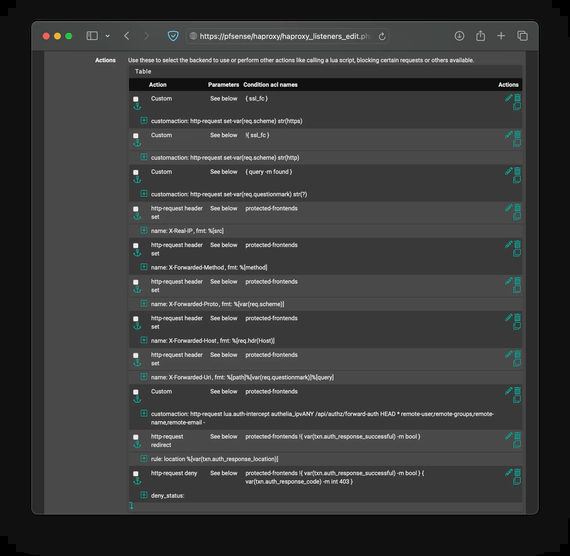 https://pfsense/haproxy/haproxy_listeners_edit.ph
Actions Use these to select the backend to use or perform other actions like calling a lua script, blocking certain requests or others available.
Table
Action Parameters Condition acl names Actions
Custom See below { ssl_fc }
customaction: http-request set-var(req.scheme) str(https)
Custom See below !{ ssl_fc }
customaction: http-request set-var(req.scheme) str(http)
Custom See below { query -m found }
customaction: http-request set-var(req.questionmark) str(?)
http-request header See below protected-frontends
set
name: X-Real-IP, fmt: %[src]
http-request header See below protected-frontends
set
name: X-Forwarded-Method, fmt: %[method]
http-request header See below protected-frontends
set
name: X-Forwarded-Proto, fmt: %[var(req.scheme)]
http-request header See below protected-frontends
set
name: X-Forwarded-Host, fmt: %[req.hdr(Host)]
http-request header See below protected-frontends
set
name: X-Forwarded-Uri, fmt: %[path]%[var(req.questionmark)]%[query]
Custom See below protected-frontends
customaction: http-request lua.auth-intercept authelia_ipvANY /api/authz/forward-auth HEAD * remote-user,remote-groups,remote-
name,remote-email -
http-request See below protected-frontends !{ var(txn.auth_response_successful) -m bool }
redirect
rule: location %[var(txn.auth_response_location)]
http-request deny See below protected-frontends !{ var(txn.auth_response_successful) -m bool } {
var(txn.auth_response_code) -m int 403 }
deny_status: